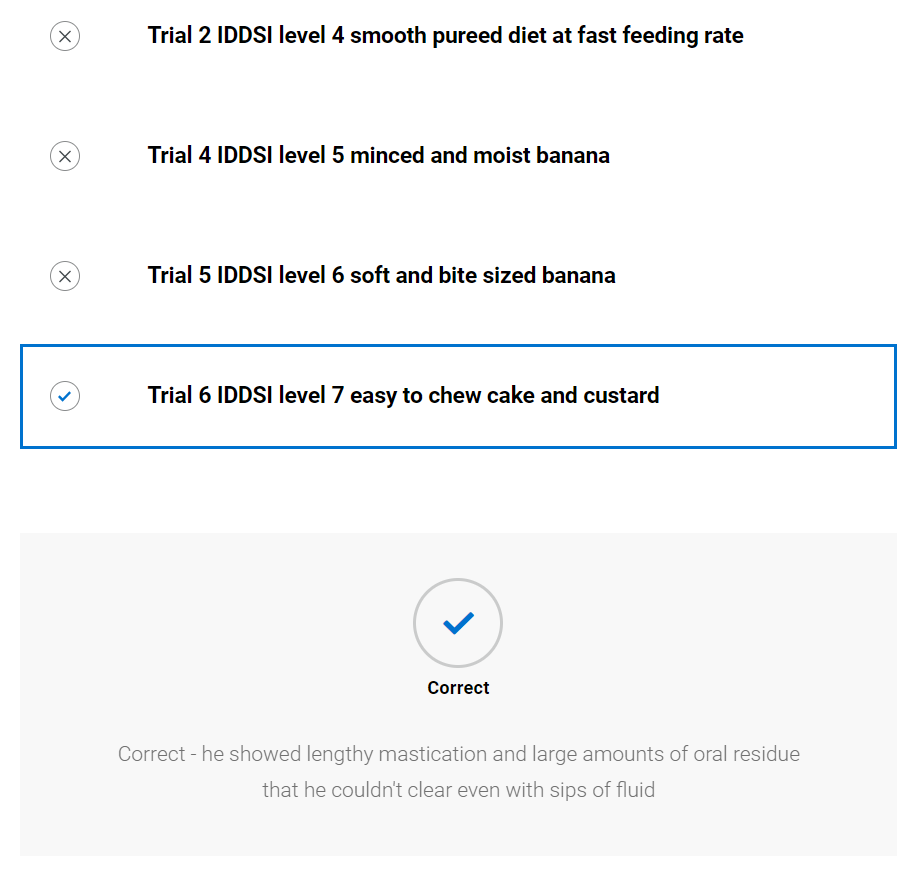 Trial 2 IDDSI level 4 smooth pureed diet at fast feeding rate
Trial 4 IDDSI level 5 minced and moist banana
Trial 5 IDDSI level 6 soft and bite sized banana
Trial 6 IDDSI level 7 easy to chew cake and custard
Correct
Correct - he showed lengthy mastication and large amounts of oral residue
that he couldn't clear even with sips of fluid